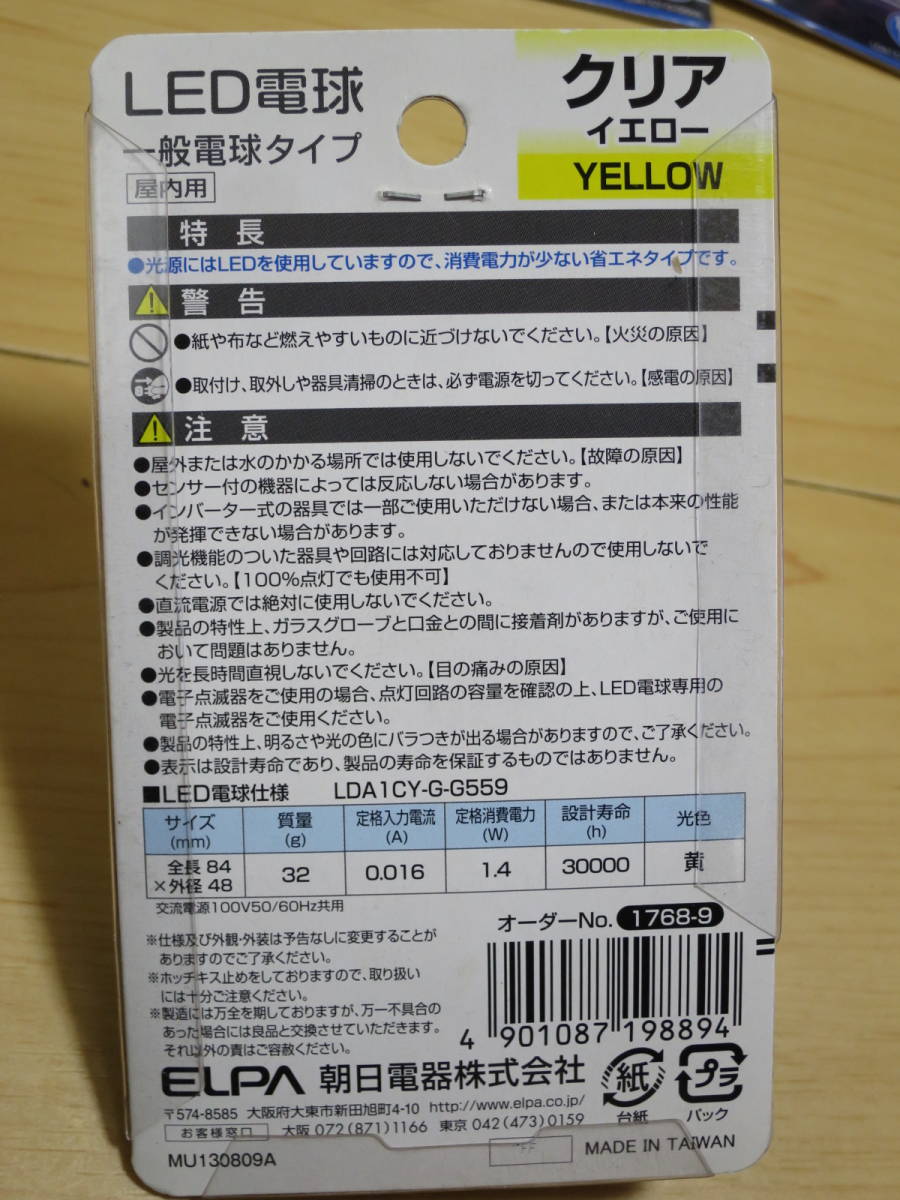 LED電球
一般電球タイプ
屋内用
クリア
イエロー
YELLOW
特長
●光源にはLEDを使用していますので、消費電力が少ない省エネタイプです。
警告
●紙や布など燃えやすいものに近づけないでください。【火災の原因】
●取付け、取外しや器具清掃のときは、必ず電源を切ってください。【感電の原因】
注意
●屋外または水のかかる場所では使用しないでください。【故障の原因】
●センサー付の機器によっては反応しない場合があります。
●インバーター式の器具では一部ご使用いただけない場合、または本来の性能
が発揮できない場合があります。
●調光機能のついた器具や回路には対応しておりませんので使用しないで
ください。【100%点灯でも使用不可】
●直流電源では絶対に使用しないでください。
●製品の特性上、ガラスグローブと口金との間に接着剤がありますが、ご使用に
おいて問題はありません。
●光を長時間直視しないでください。【目の痛みの原因】
●電子点滅器をご使用の場合、点灯回路の容量を確認の上、LED電球専用の
電子点滅器をご使用ください。
●製品の特性上、明るさや光の色にバラつきが出る場合がありますので、ご了承ください。
●表示は設計寿命であり、製品の寿命を保証するものではありません。
■LED電球仕様 LDA1CY-G-G559
サイズ(mm) 質量(g) 定格入力電流(A) 定格消費電力(W) 設計寿命(h) 光色
全長 84×外径 48 32 0.016 1.4 30000 黄
交流電源100V50/60Hz共用
オーダーNo. 1768-9
※仕様及び外観・外装は予告なしに変更することが
ありますのでご了承ください。
※ホッチキス止めをしておりますので、取り扱い
には十分ご注意ください。
※製造には万全を期しておりますが、万一不具合の
あった場合には良品と交換させていただきます。
それ以外の責はご容赦ください。
4 901087 198894
ELPA 朝日電器株式会社
〒574-8585 大阪府大東市新田旭町4-10 http://www.elpa.co.jp/
お客様窓口 大阪 072(871)1166 東京 042(473)0159
紙
台紙
プラ
パック
MU130809A
MADE IN TAIWAN